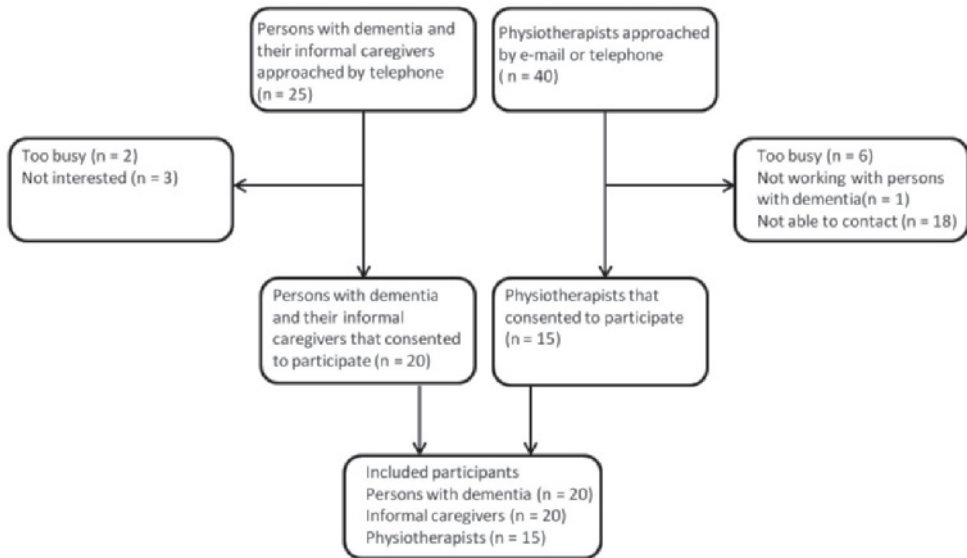 Persons with dementia and
their informal caregivers
approached by telephone
(n = 25)
Physiotherapists approached
by e-mail or telephone
( n = 40)
Too busy (n = 2)
Not interested (n = 3)
Too busy (n = 6)
Not working with persons
with dementia(n = 1)
Not able to contact (n = 18)
Persons with dementia
and their informal
caregivers that consented
to participate (n = 20)
Physiotherapists that
consented to participate
(n = 15)
Included participants
Persons with dementia (n = 20)
Informal caregivers (n = 20)
Physiotherapists (n = 15)